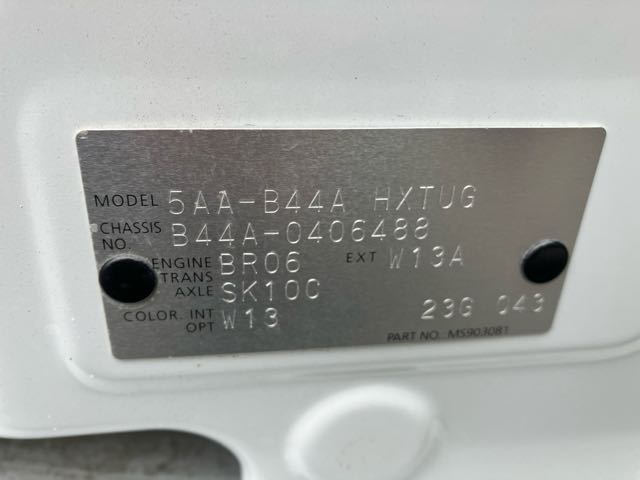 MODEL 5AA-B44A HXTUG
CHASSIS NO. B44A-0406488
ENGINE BR06 EXT W13A
TRANS AXLE SK10C
COLOR. INT OPT W13 23G 043
PART NO. MS903081